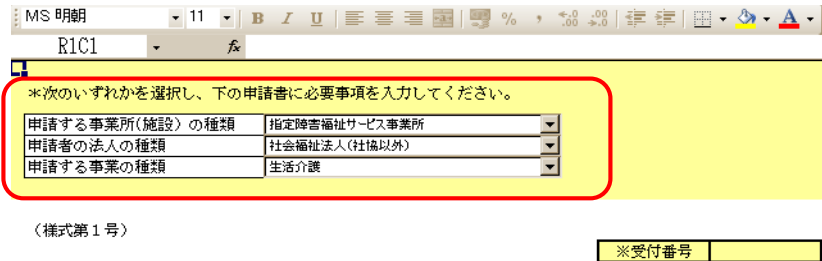 MS 明朝 11 B I U % , .00 .00
R1C1 fx
*次のいずれかを選択し、下の申請書に必要事項を入力してください。
申請する事業所(施設）の種類 指定障害福祉サービス事業所
申請者の法人の種類 社会福祉法人(社協以外)
申請する事業の種類 生活介護
（様式第１号）
※受付番号